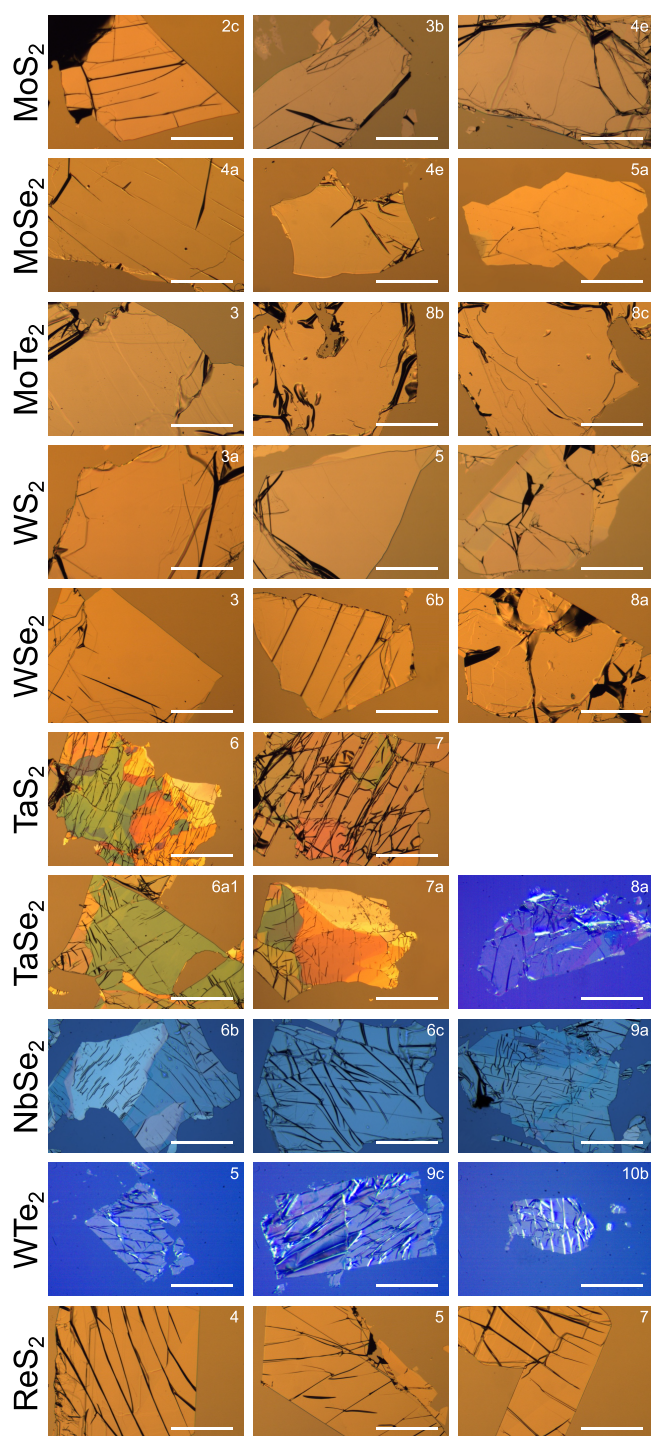 MoS₂ 2c 3b 4e
MoSe₂ 4a 4e 5a
MoTe₂ 3 8b 8c
WS₂ 3a 5 6a
WSe₂ 3 6b 8a
TaS₂ 6 7
TaSe₂ 6a1 7a 8a
NbSe₂ 6b 6c 9a
WTe₂ 5 9c 10b
ReS₂ 4 5 7